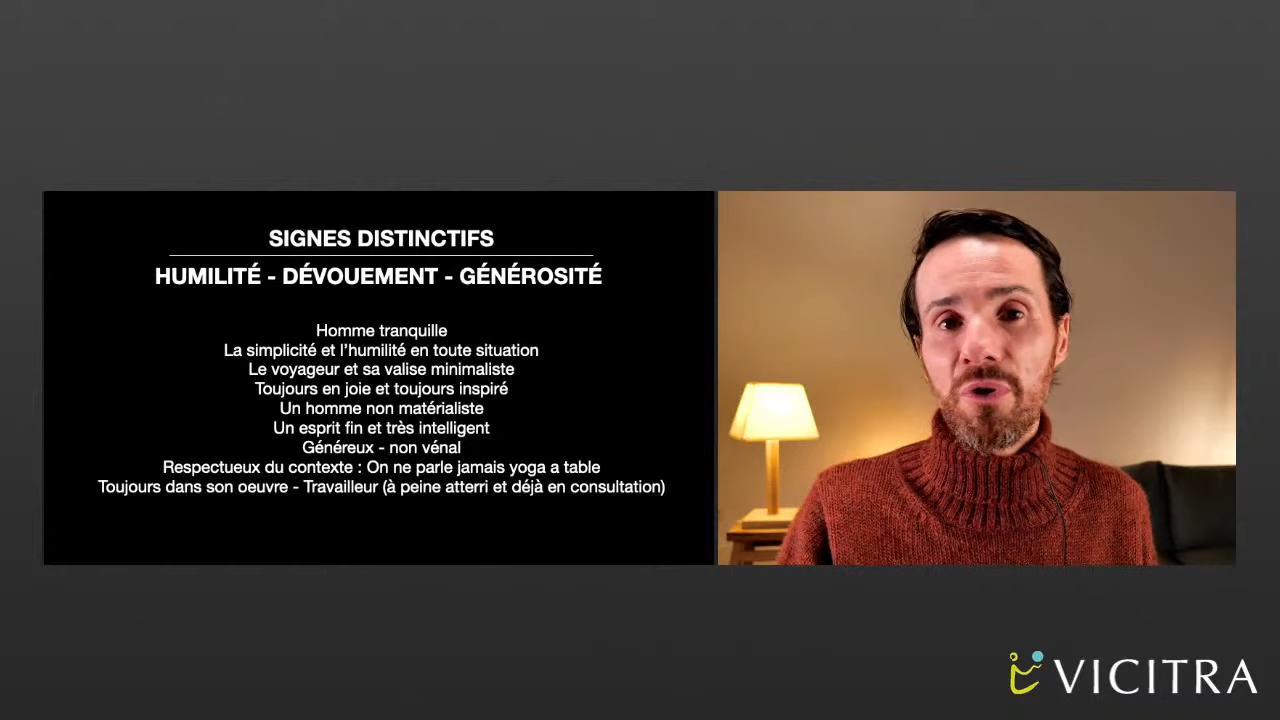 SIGNES DISTINCTIFS
HUMILITÉ - DÉVOUEMENT - GÉNÉROSITÉ
Homme tranquille
La simplicité et l’humilité en toute situation
Le voyageur et sa valise minimaliste
Toujours en joie et toujours inspiré
Un homme non matérialiste
Un esprit fin et très intelligent
Généreux - non vénal
Respectueux du contexte : On ne parle jamais yoga a table
Toujours dans son oeuvre - Travailleur (à peine atterri et déjà en consultation)
VICITRA